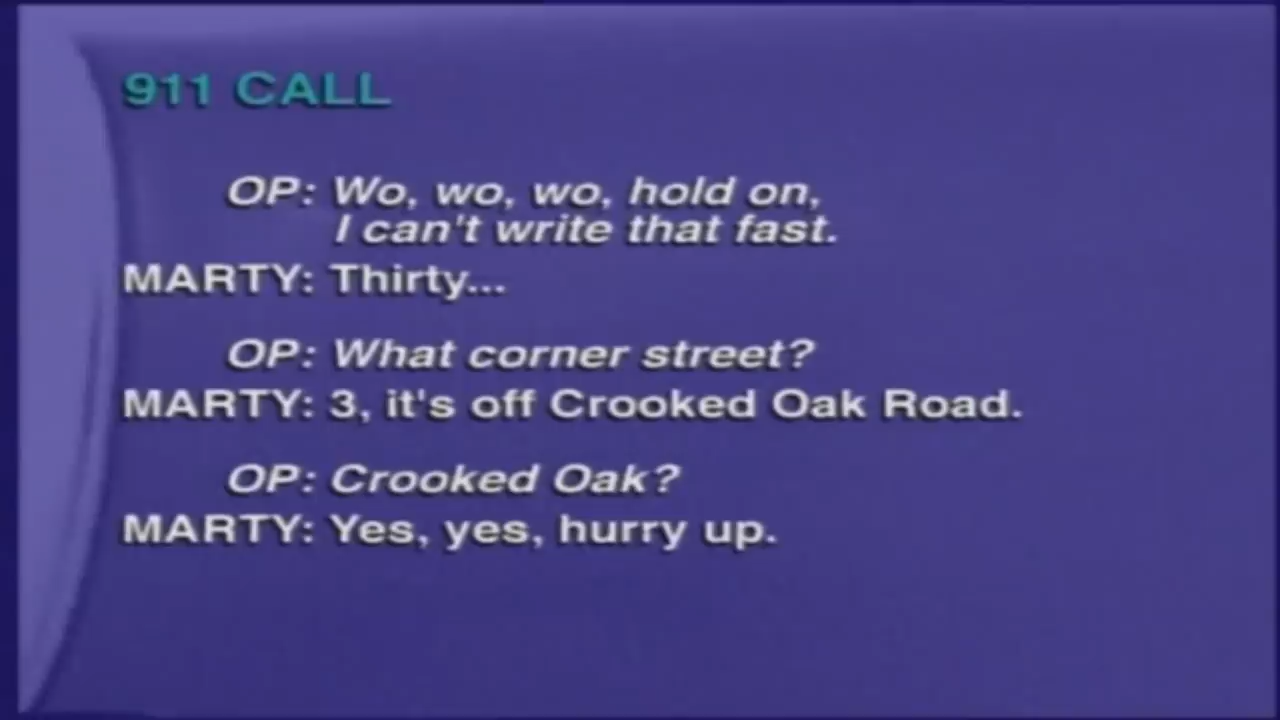 911 CALL
OP: Wo, wo, wo, hold on,
I can't write that fast.
MARTY: Thirty...
OP: What corner street?
MARTY: 3, it's off Crooked Oak Road.
OP: Crooked Oak?
MARTY: Yes, yes, hurry up.